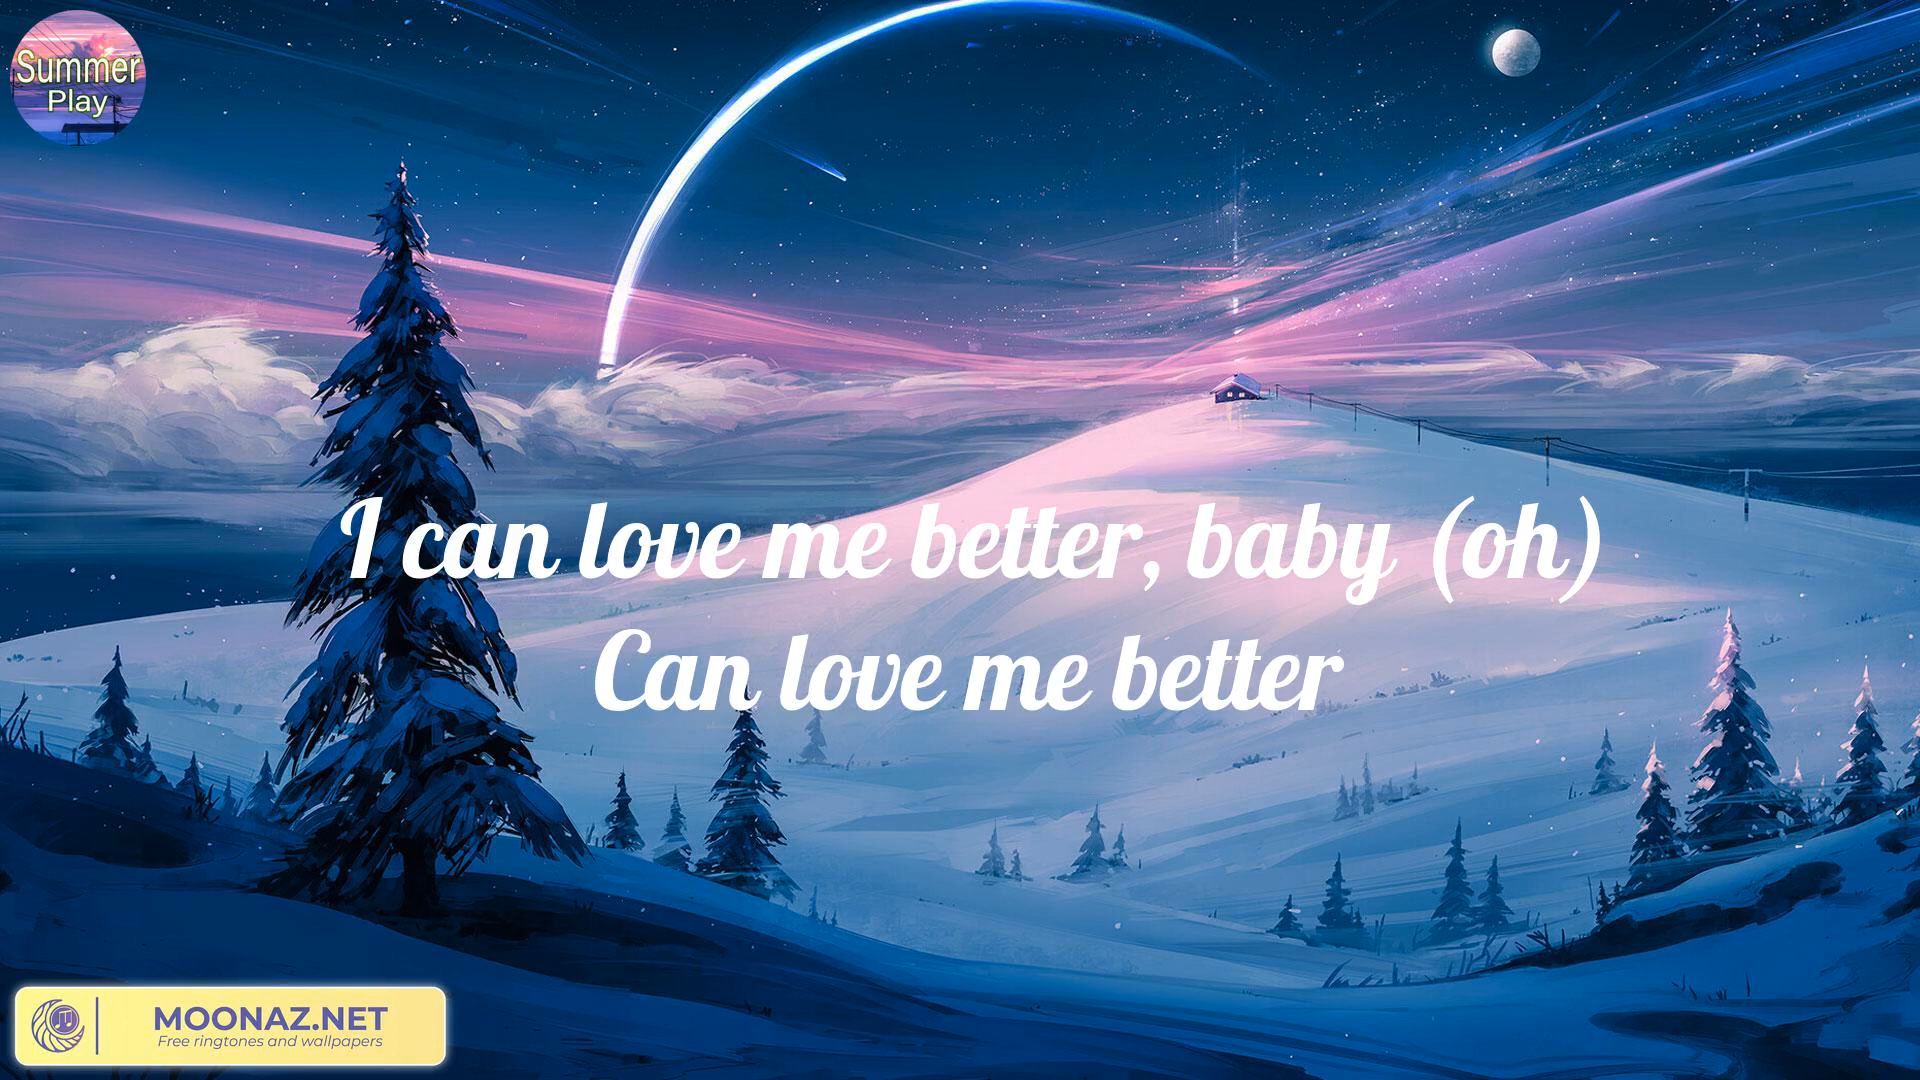 Summer
Play
I can love me better, baby (oh)
Can love me better
MOONAZ.NET
Free ringtones and wallpapers